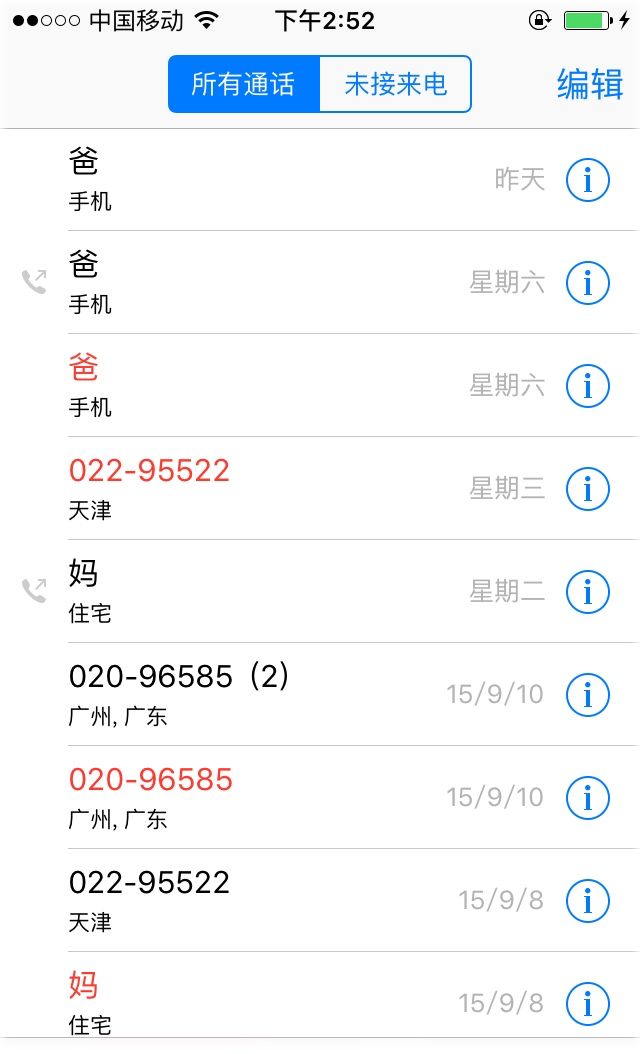 中国移动 下午2:52
所有通话 未接来电 编辑
爸
手机
昨天
爸
手机
星期六
爸
手机
星期六
022-95522
天津
星期三
妈
住宅
星期二
020-96585（2）
广州, 广东
15/9/10
020-96585
广州, 广东
15/9/10
022-95522
天津
15/9/8
妈
住宅
15/9/8